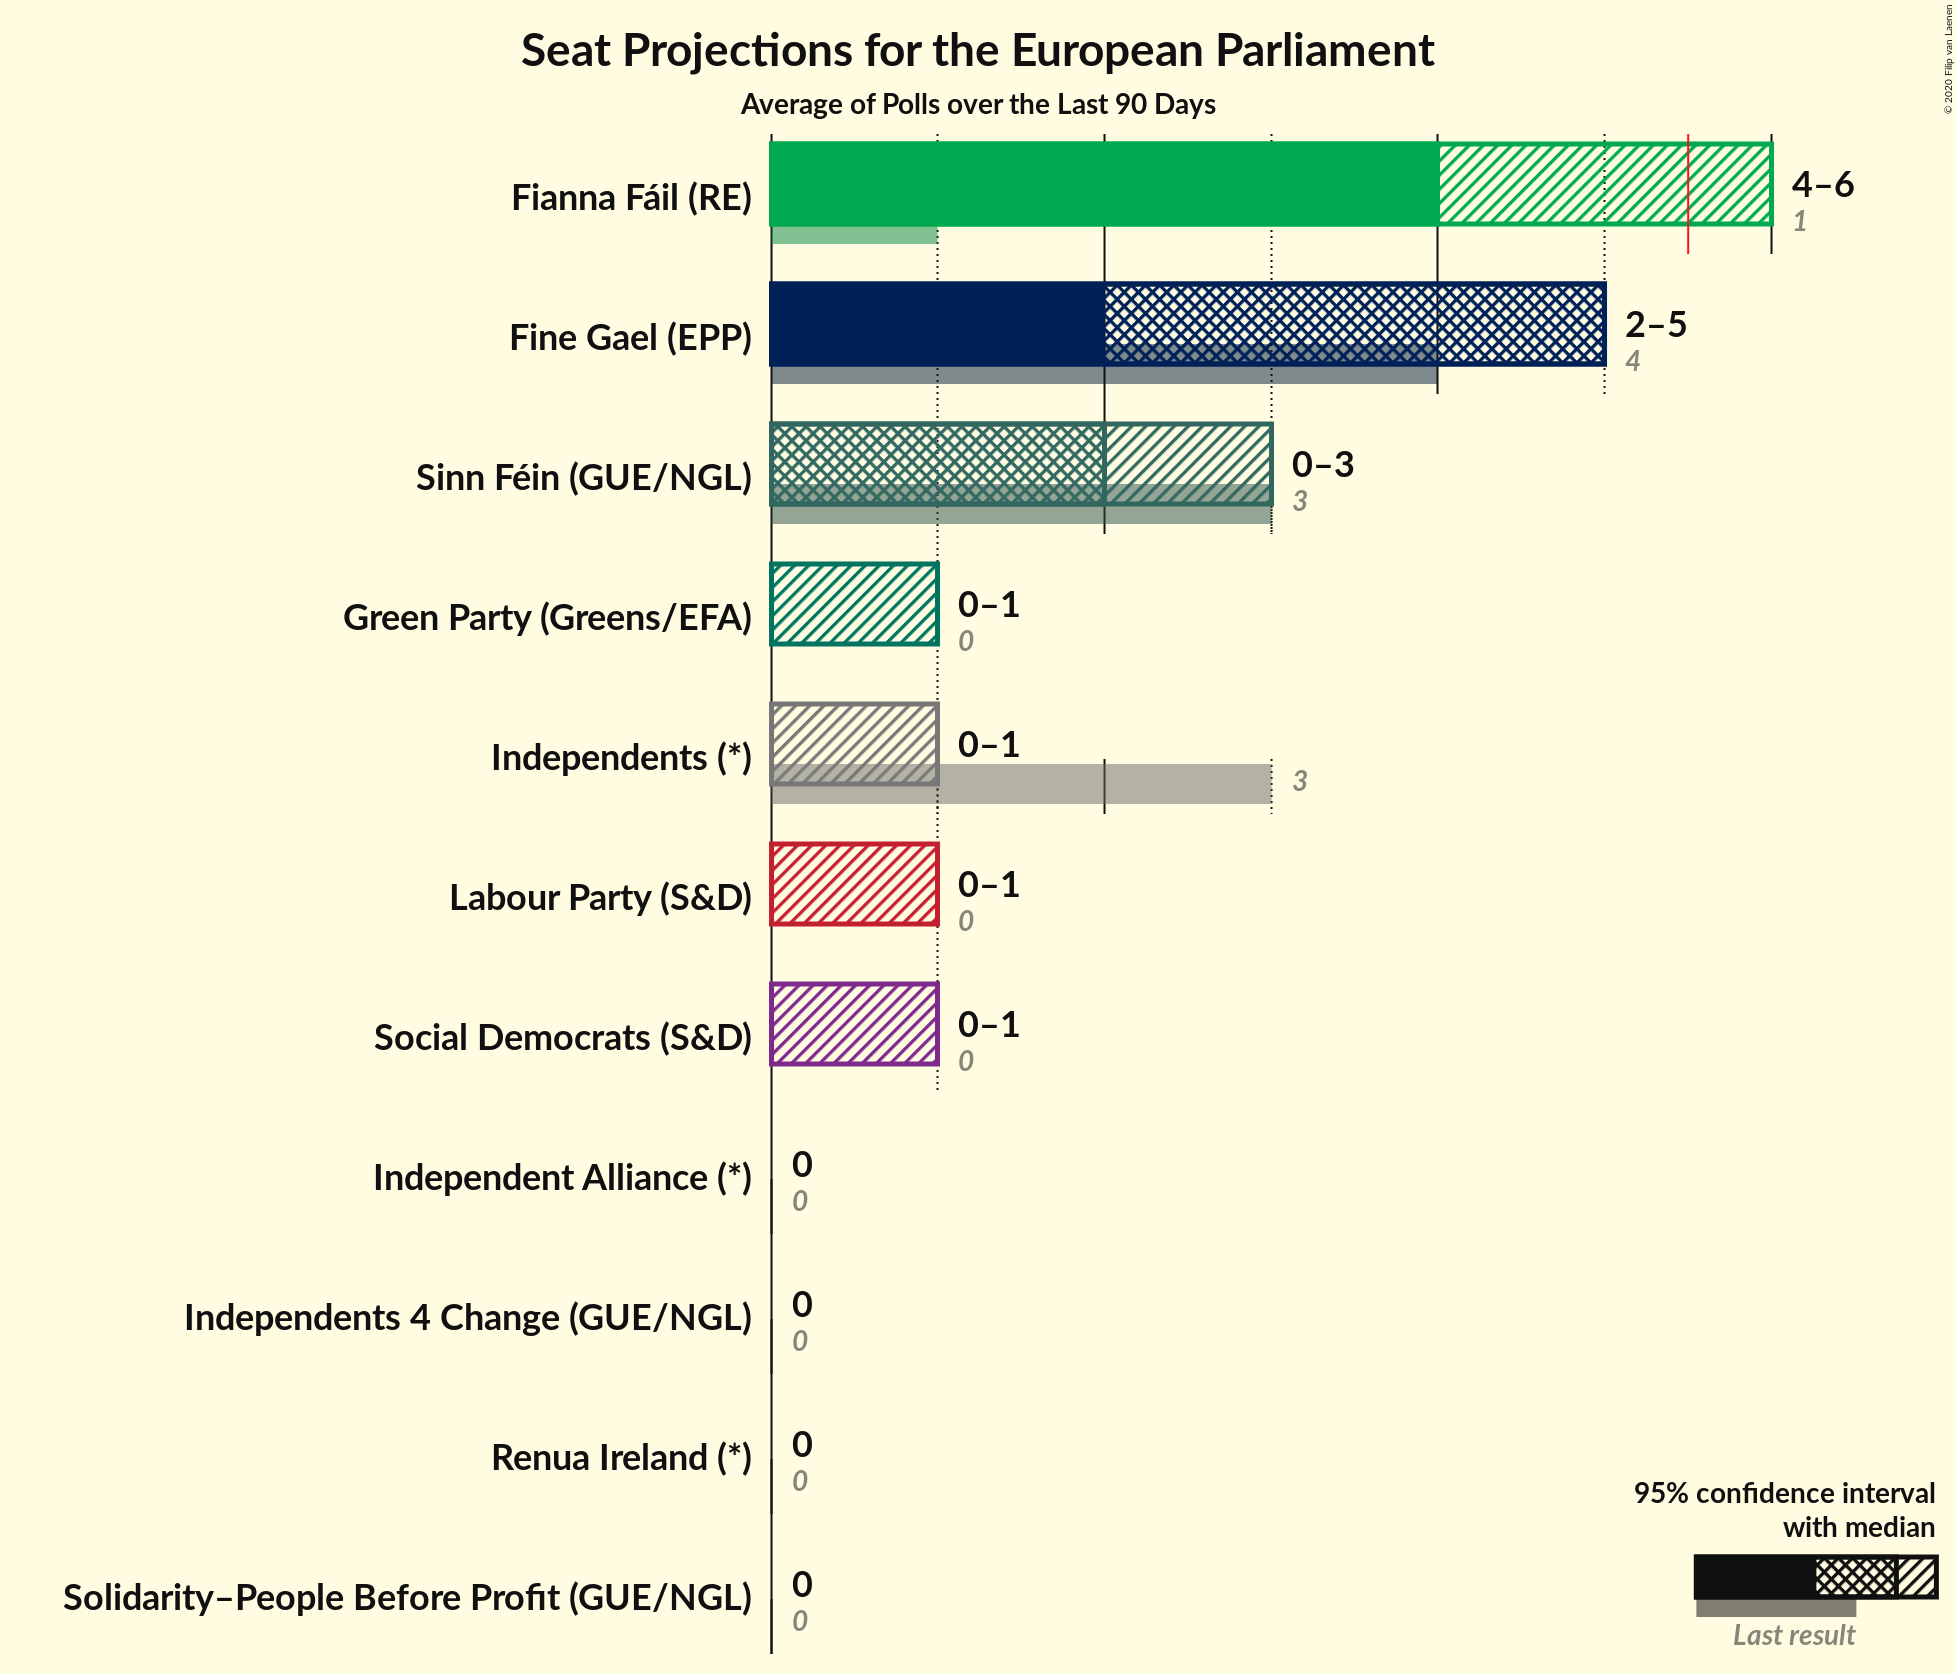 Seat Projections for the European Parliament
Average of Polls over the Last 90 Days
© 2020 Filip van Laenen
Fianna Fáil (RE)
4–6
1
Fine Gael (EPP)
2–5
4
Sinn Féin (GUE/NGL)
0–3
3
Green Party (Greens/EFA)
0–1
0
Independents (*)
0–1
3
Labour Party (S&D)
0–1
0
Social Democrats (S&D)
0–1
0
Independent Alliance (*)
0
0
Independents 4 Change (GUE/NGL)
0
0
Renua Ireland (*)
0
0
Solidarity–People Before Profit (GUE/NGL)
0
0
95% confidence interval
with median
Last result